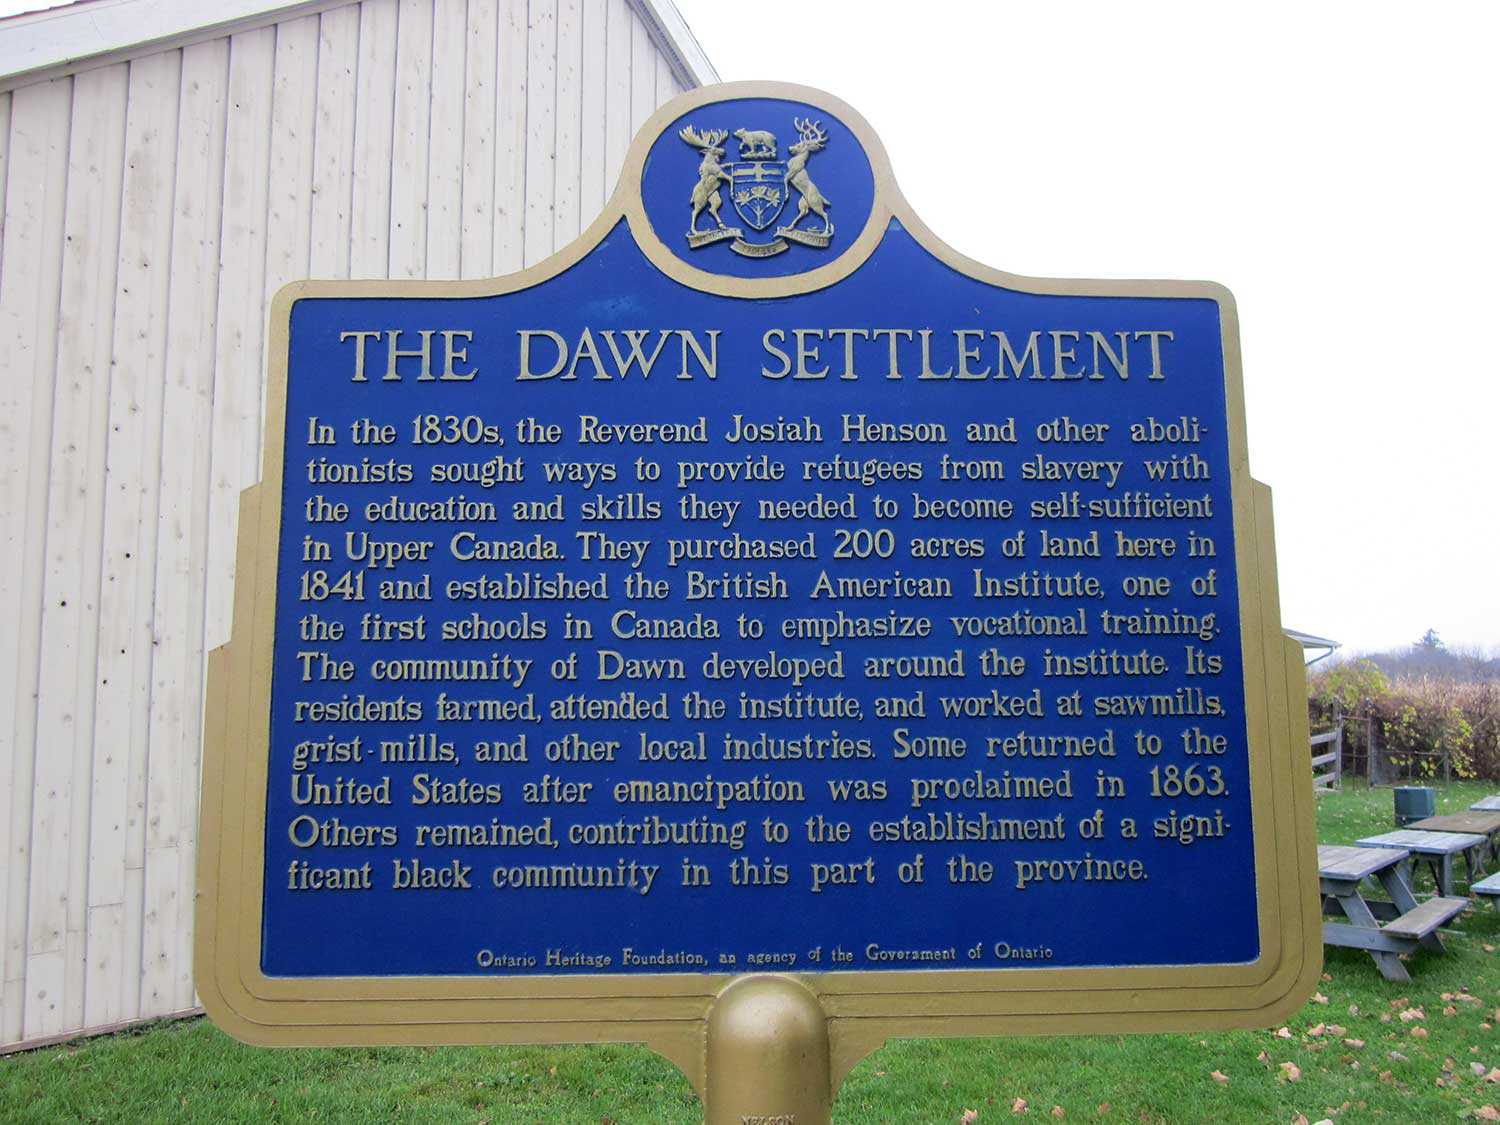 THE DAWN SETTLEMENT
In the 1830s, the Reverend Josiah Henson and other aboli-
tionists sought ways to provide refugees from slavery with
the education and skills they needed to become self-sufficient
in Upper Canada. They purchased 200 acres of land here in
1841 and established the British American Institute, one of
the first schools in Canada to emphasize vocational training.
The community of Dawn developed around the institute. Its
residents farmed, attended the institute, and worked at sawmills,
grist-mills, and other local industries. Some returned to the
United States after emancipation was proclaimed in 1863.
Others remained, contributing to the establishment of a signi-
ficant black community in this part of the province.
Ontario Heritage Foundation, an agency of the Government of Ontario
NELSON